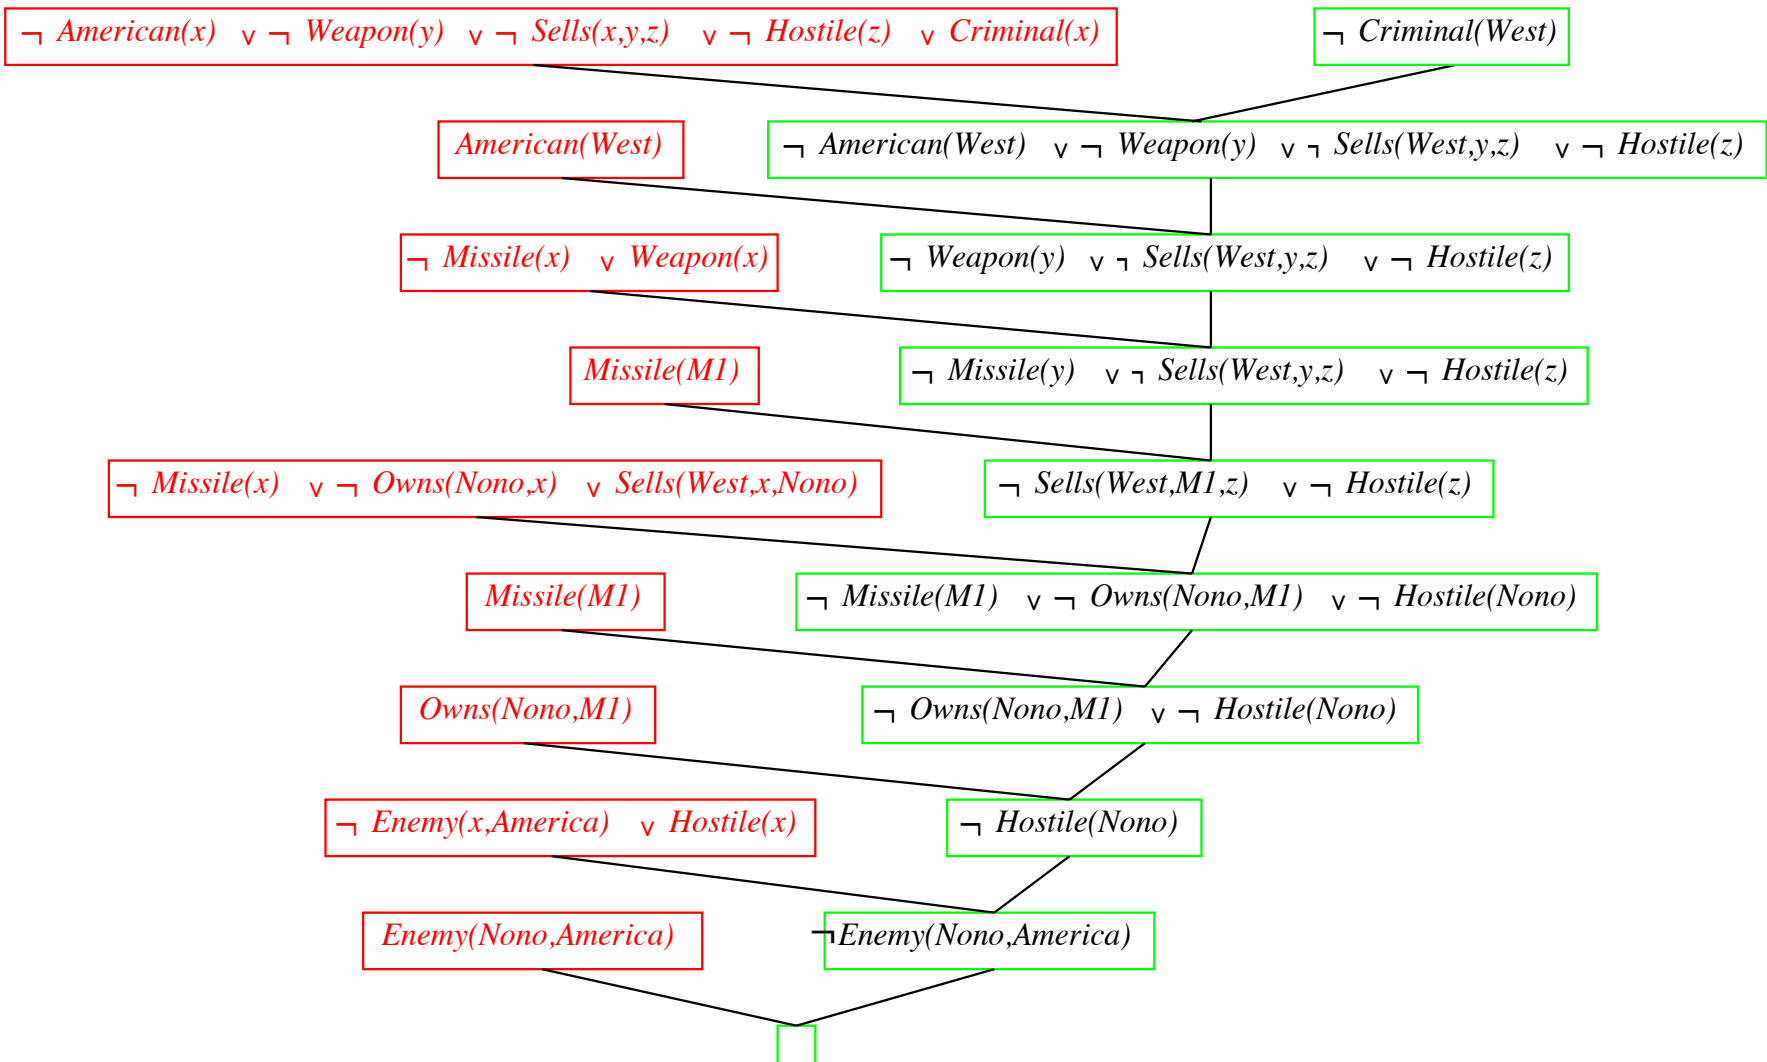 ¬ American(x) ∨ ¬ Weapon(y) ∨ ¬ Sells(x,y,z) ∨ ¬ Hostile(z) ∨ Criminal(x) ¬ Criminal(West)
American(West) ¬ American(West) ∨ ¬ Weapon(y) ∨ ¬ Sells(West,y,z) ∨ ¬ Hostile(z)
¬ Missile(x) ∨ Weapon(x) ¬ Weapon(y) ∨ ¬ Sells(West,y,z) ∨ ¬ Hostile(z)
Missile(M1) ¬ Missile(y) ∨ ¬ Sells(West,y,z) ∨ ¬ Hostile(z)
¬ Missile(x) ∨ ¬ Owns(Nono,x) ∨ Sells(West,x,Nono) ¬ Sells(West,M1,z) ∨ ¬ Hostile(z)
Missile(M1) ¬ Missile(M1) ∨ ¬ Owns(Nono,M1) ∨ ¬ Hostile(Nono)
Owns(Nono,M1) ¬ Owns(Nono,M1) ∨ ¬ Hostile(Nono)
¬ Enemy(x,America) ∨ Hostile(x) ¬ Hostile(Nono)
Enemy(Nono,America) ¬Enemy(Nono,America)